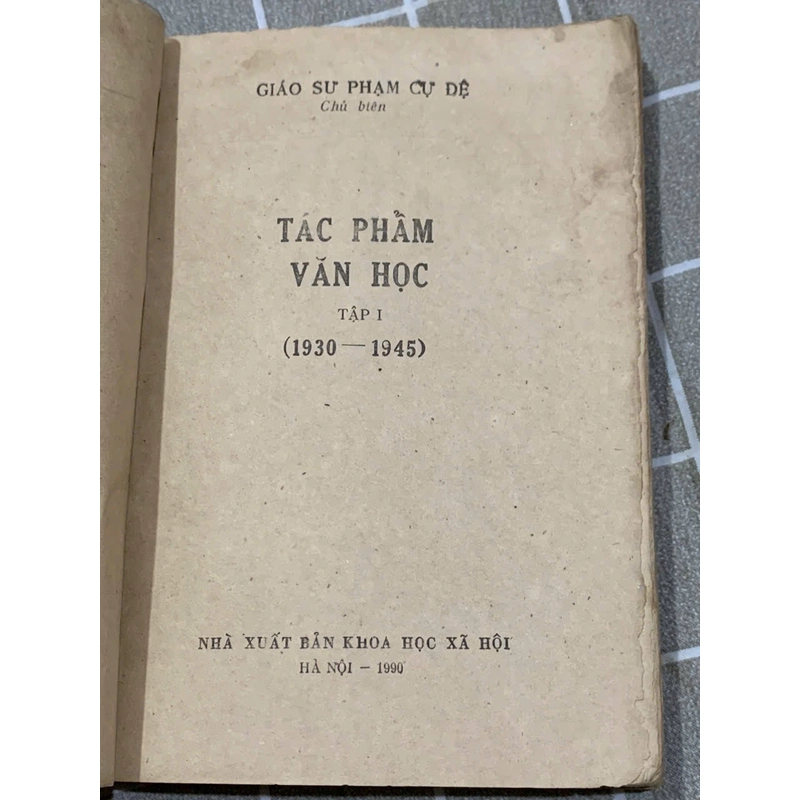 GIÁO SƯ PHẠM CỰ ĐỆ
Chủ biên
TÁC PHẨM
VĂN HỌC
TẬP I
(1930 — 1945)
NHÀ XUẤT BẢN KHOA HỌC XÃ HỘI
HÀ NỘI – 1990